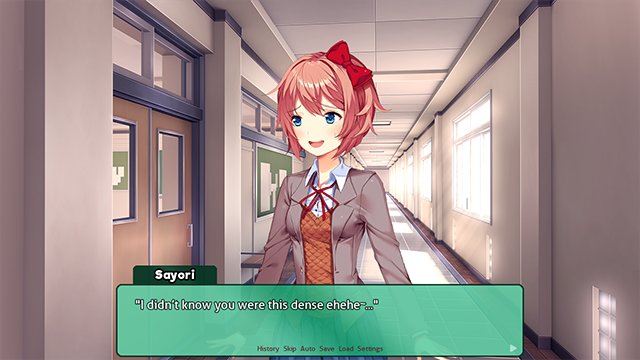 Sayori
"I didn't know you were this dense ehehe~..."
History Skip Auto Save Load Settings